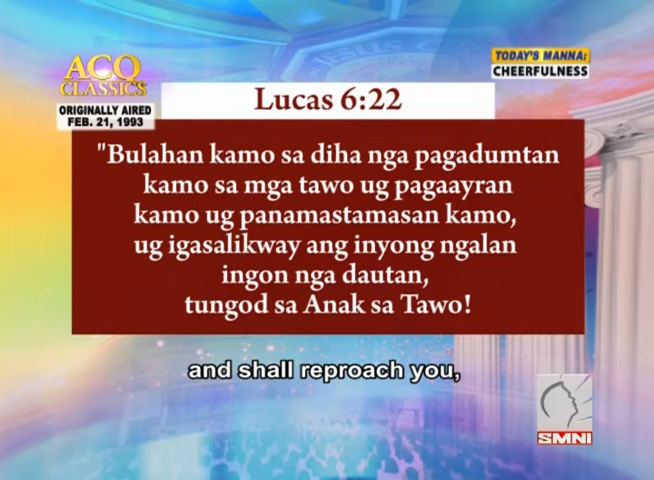 ACQ
CLASSICS
ORIGINALLY AIRED
FEB. 21, 1993
TODAY'S MANNA:
CHEERFULNESS
Lucas 6:22
"Bulahan kamo sa diha nga pagadumtan
kamo sa mga tawo ug pagaayran
kamo ug panamastamasan kamo,
ug igasalikway ang inyong ngalan
ingon nga dautan,
tungod sa Anak sa Tawo!
and shall reproach you,
SMNI